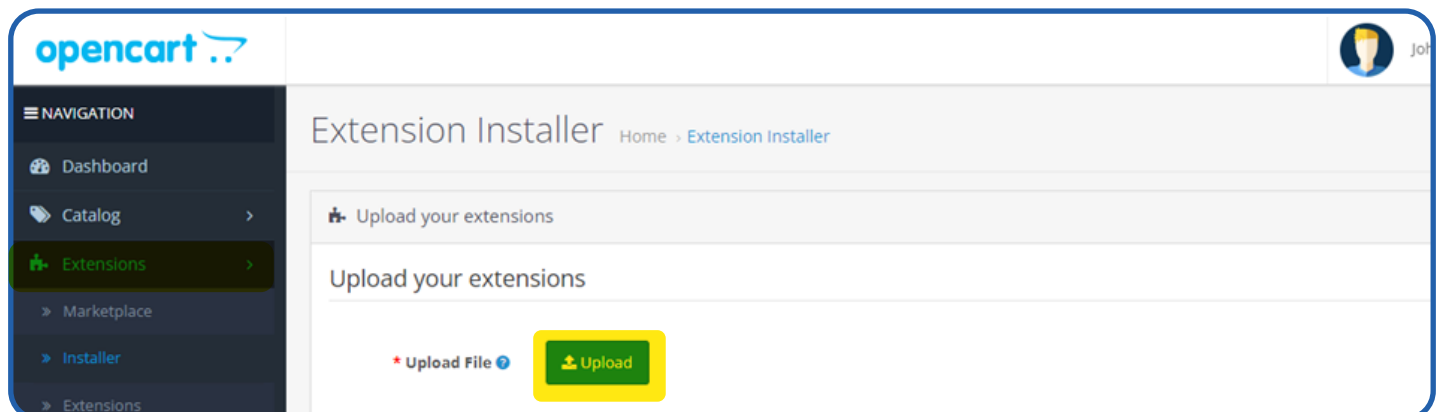 opencart
Joh
NAVIGATION
Extension Installer Home › Extension Installer
Dashboard
Catalog
Upload your extensions
Extensions
Upload your extensions
Marketplace
Installer
* Upload File
Upload
Extensions